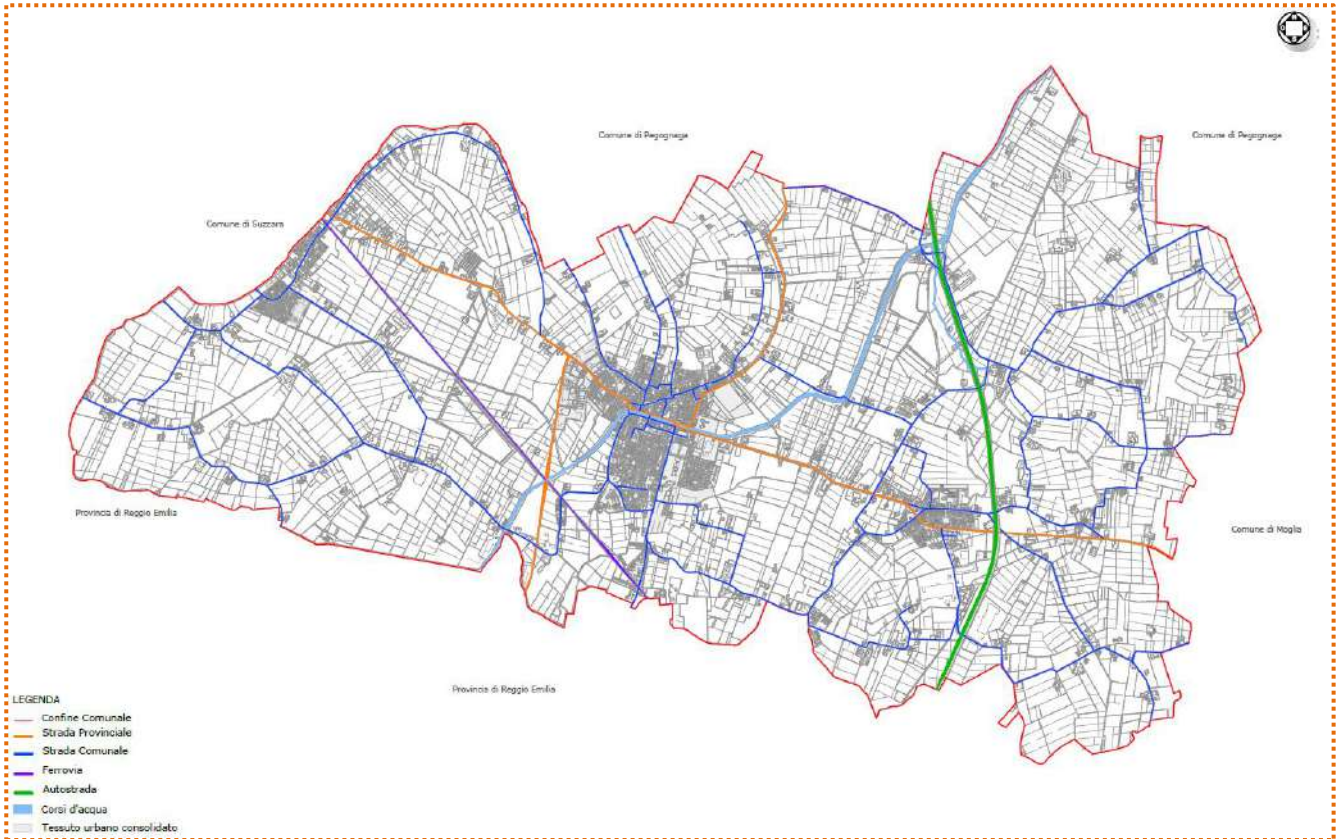 Comune di Pegognaga
Comune di Pegognaga
Comune di Suzzara
Provincia di Reggio Emilia
Comune di Moglia
Provincia di Reggio Emilia
LEGENDA
Confine Comunale
Strada Provinciale
Strada Comunale
Ferrovia
Autostrada
Corsi d'acqua
Tessuto urbano consolidato